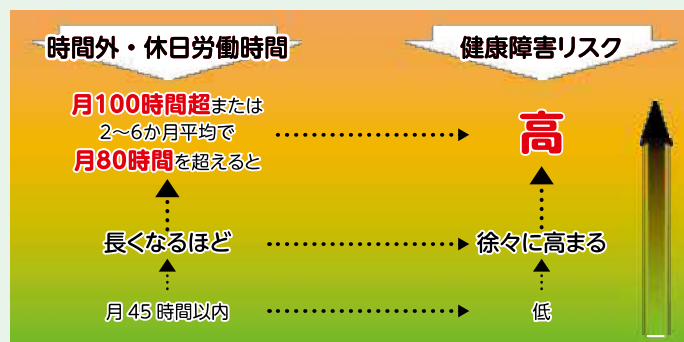 時間外・休日労働時間
健康障害リスク
月100時間超または
2〜6か月平均で
月80時間を超えると
高
長くなるほど
徐々に高まる
月45時間以内
低